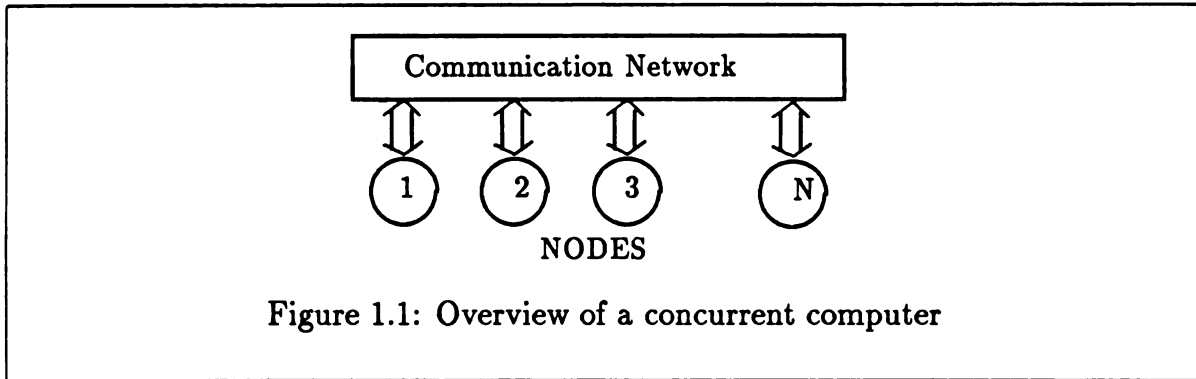 Communication Network
1 2 3 N
NODES
Figure 1.1: Overview of a concurrent computer